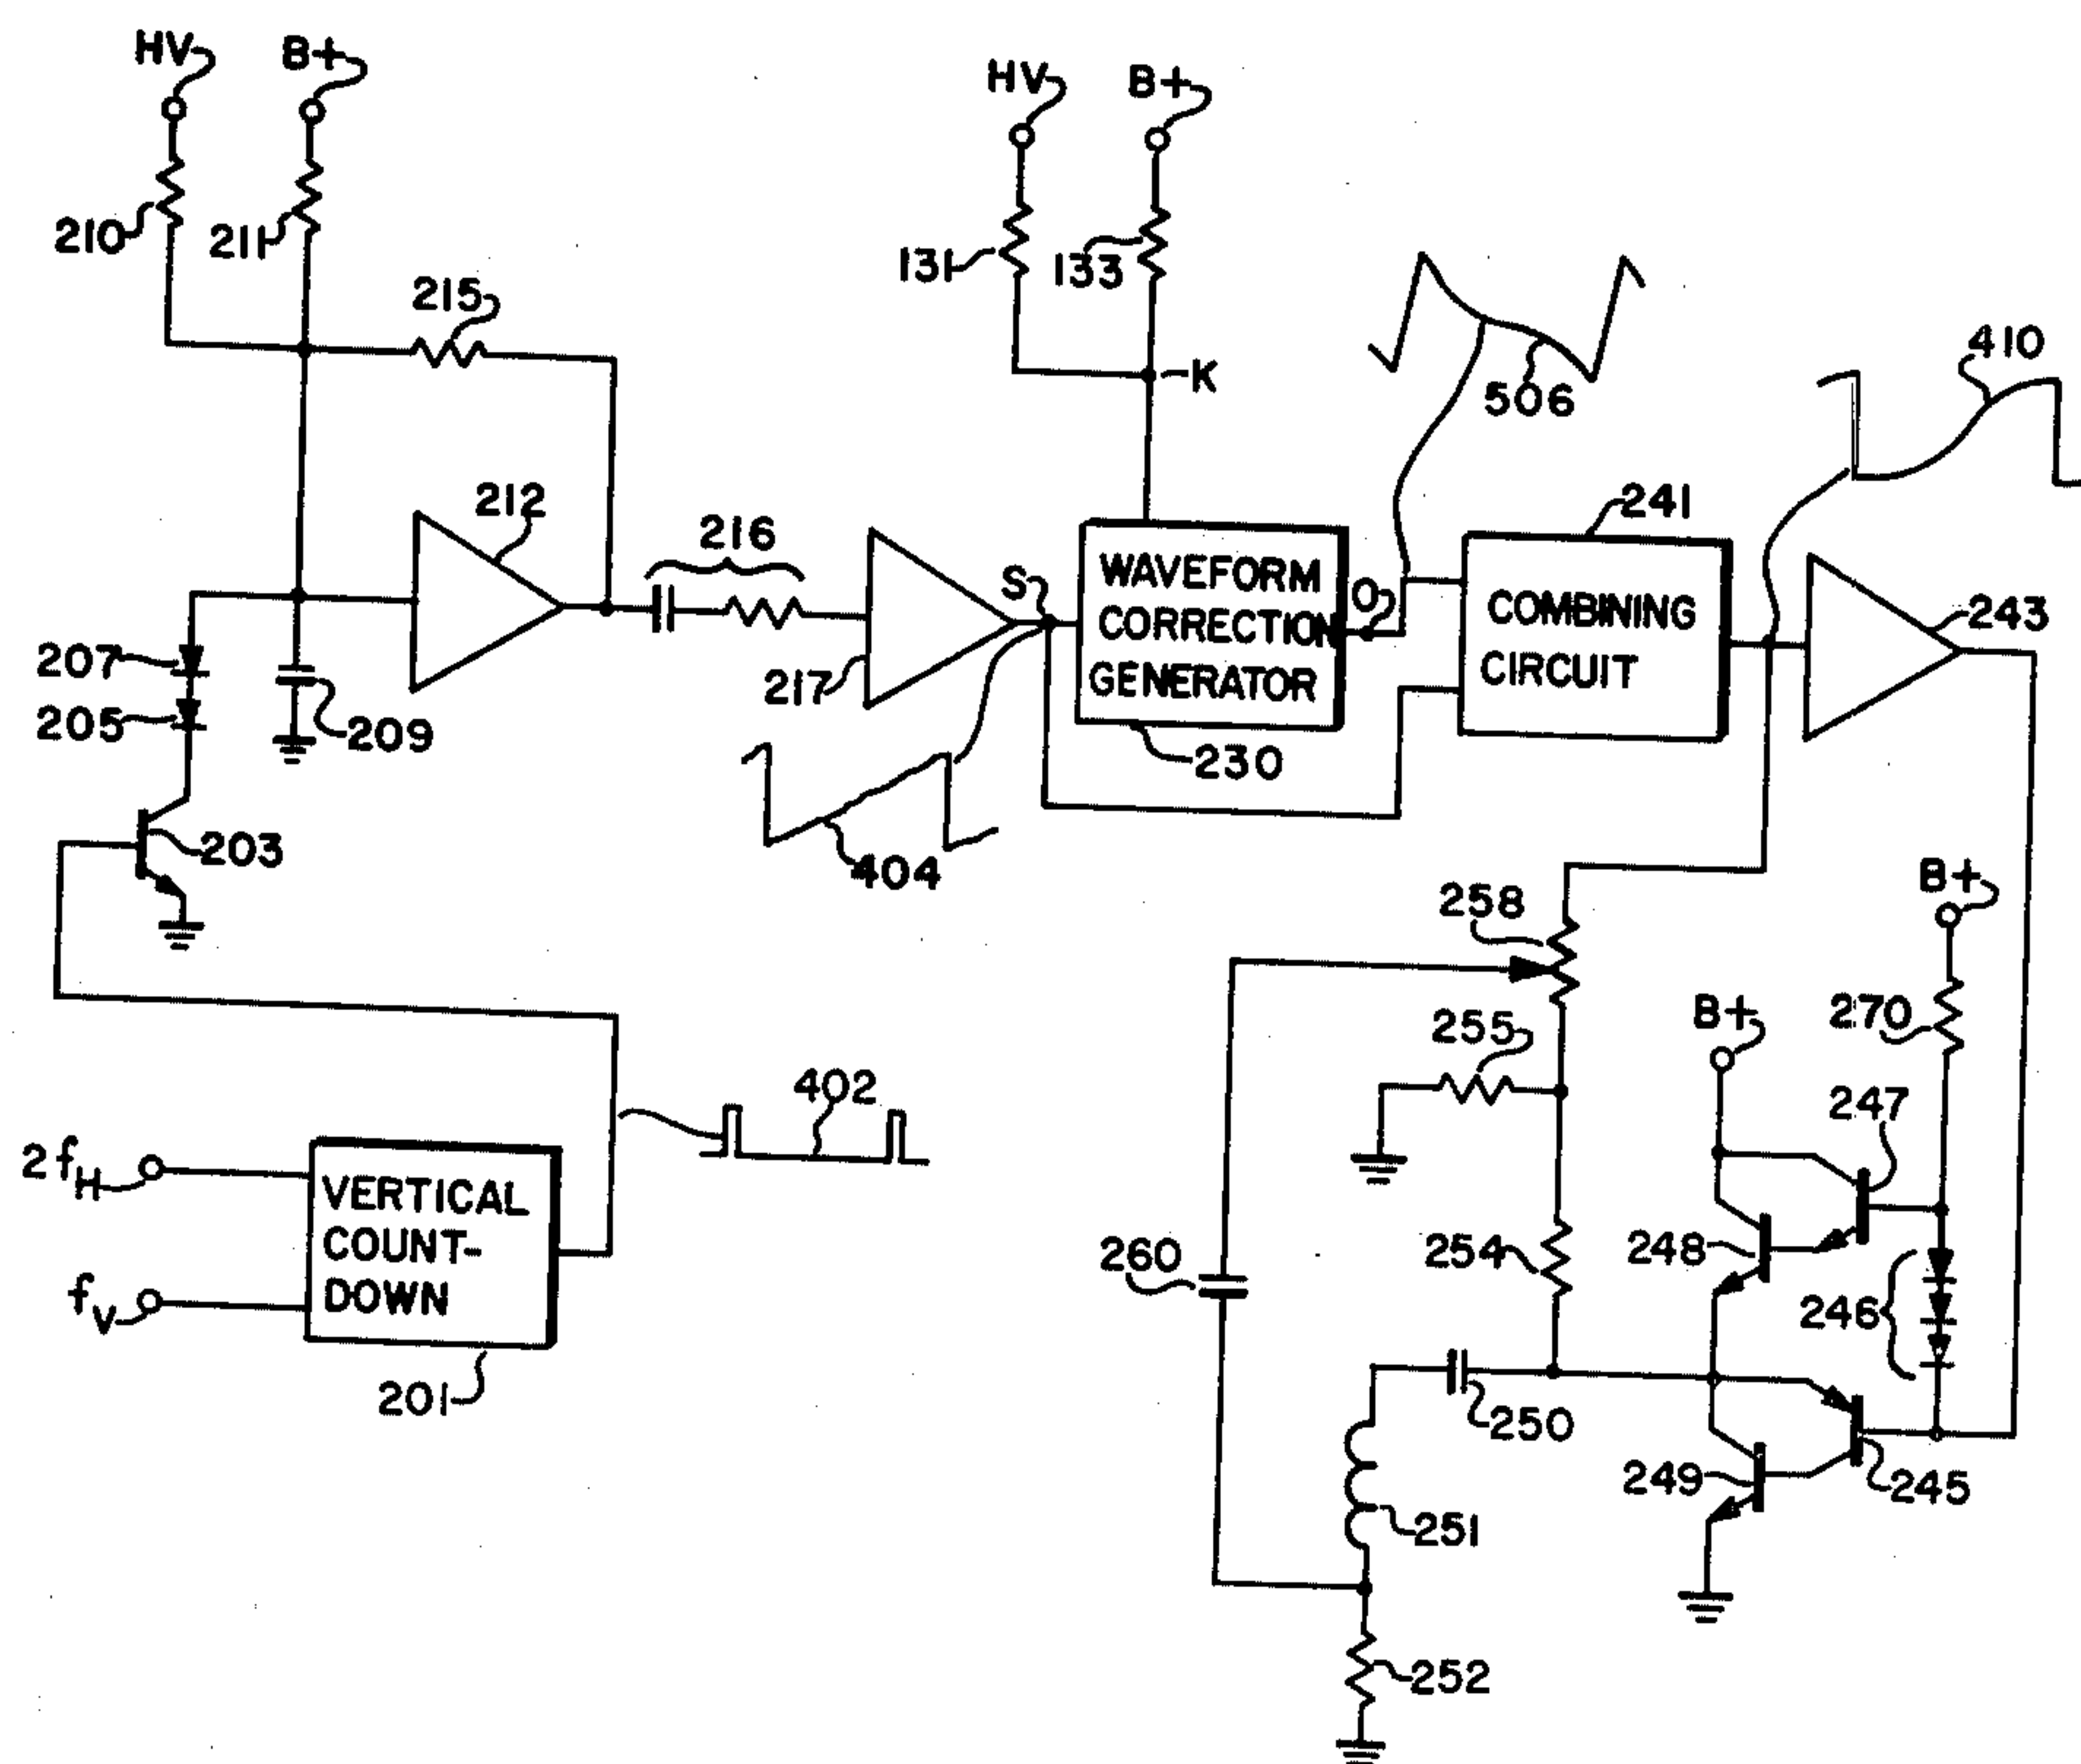 HV
B+
HV
B+
210
211
215
131
133
K
506
410
212
216
S
WAVEFORM
CORRECTION
GENERATOR
O
241
COMBINING
CIRCUIT
243
207
205
209
217
230
203
404
258
B+
255
B+
270
402
247
2fH
VERTICAL
COUNT-
DOWN
fV
201
260
254
248
246
250
249
245
251
252